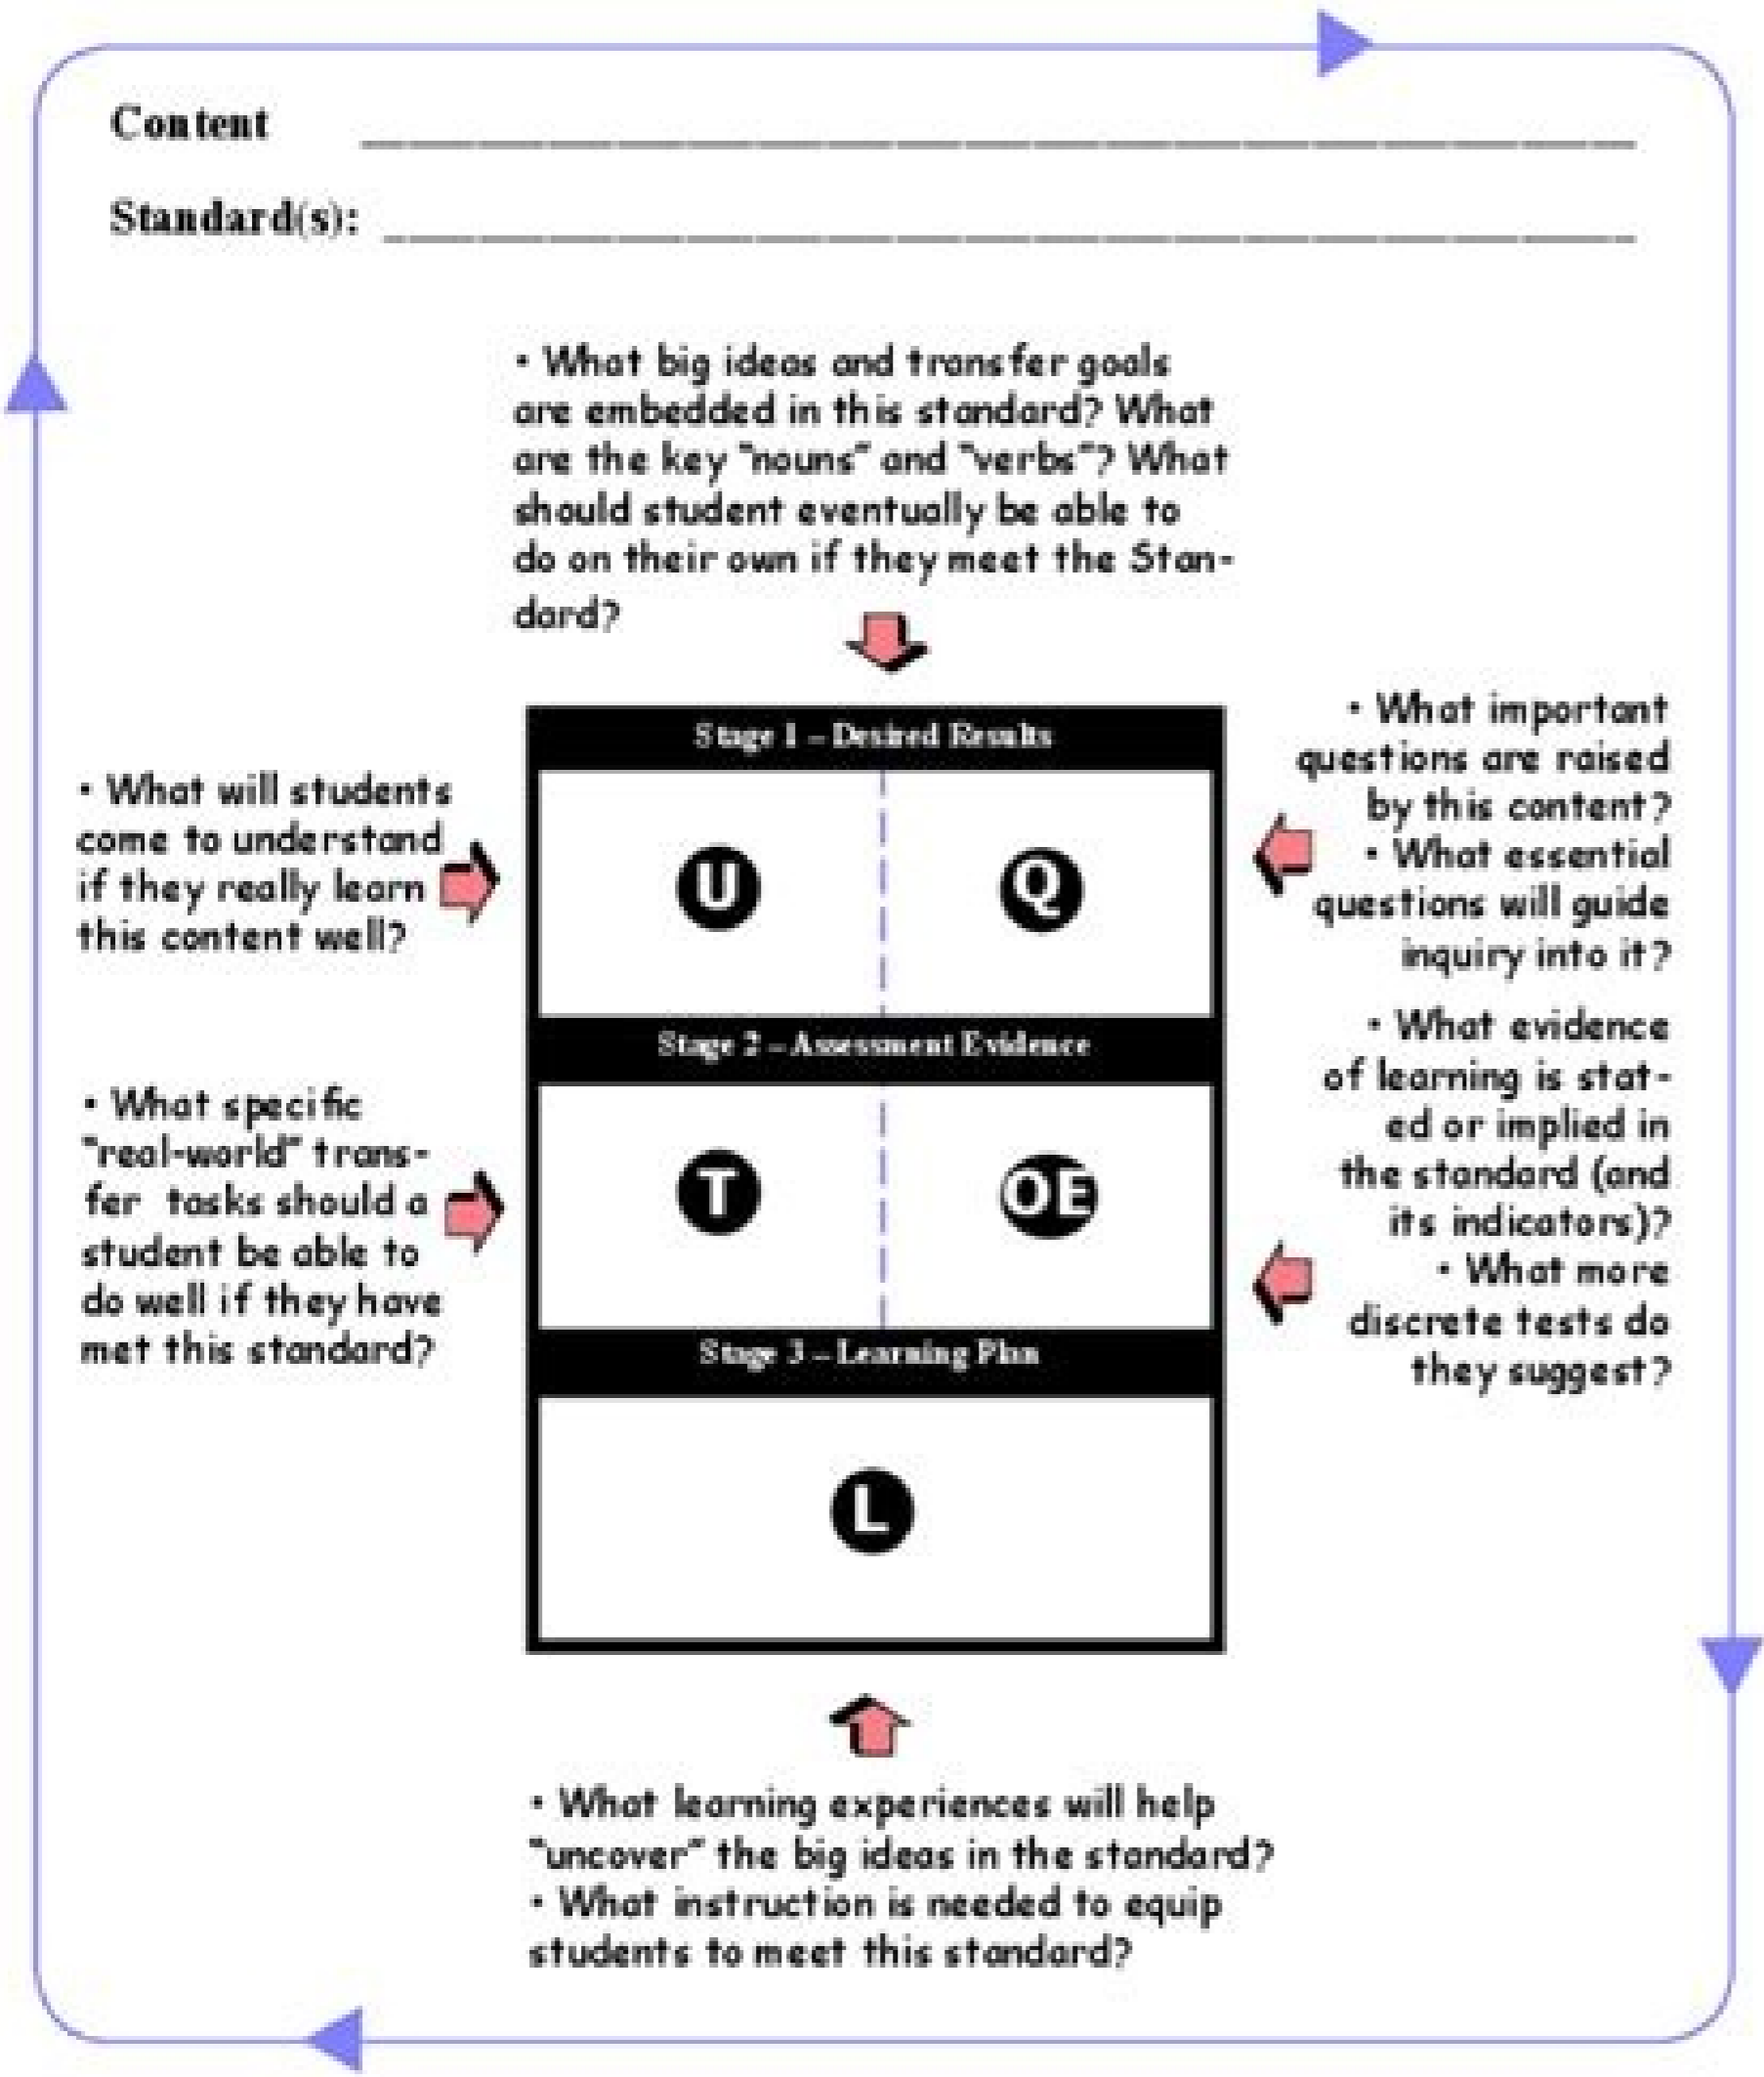 Content
Standard(s):
• What big ideas and transfer goals
are embedded in this standard? What
are the key “nouns” and “verbs”? What
should student eventually be able to
do on their own if they meet the Stan-
dard?
Stage 1 – Desired Results
• What will students
come to understand
if they really learn
this content well?
U
Q
• What important
questions are raised
by this content?
• What essential
questions will guide
inquiry into it?
Stage 2 – Assessment Evidence
• What specific
“real-world” trans-
fer tasks should a
student be able to
do well if they have
met this standard?
T
OE
• What evidence
of learning is stat-
ed or implied in
the standard (and
its indicators)?
• What more
discrete tests do
they suggest?
Stage 3 – Learning Plan
L
• What learning experiences will help
“uncover” the big ideas in the standard?
• What instruction is needed to equip
students to meet this standard?